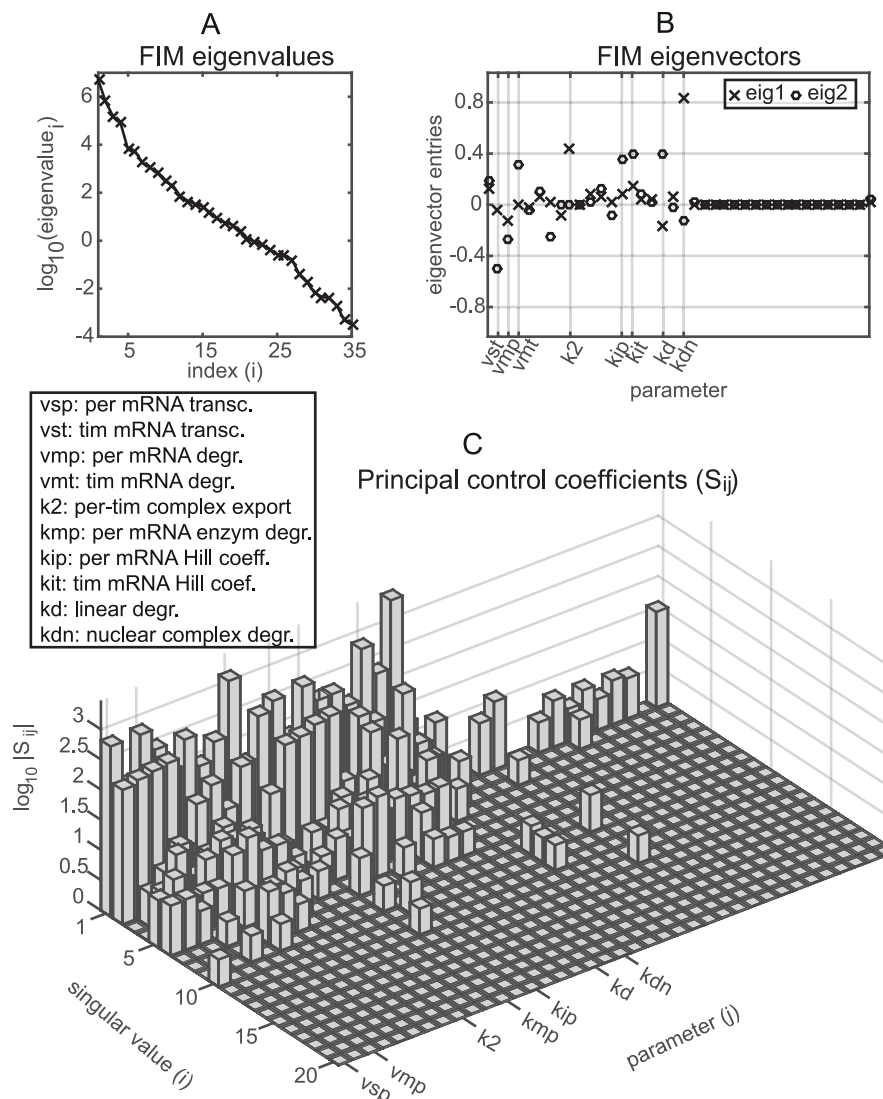 A
FIM eigenvalues
log10(eigenvaluei)
6
4
2
0
-2
-4
5
15
25
35
index (i)
B
FIM eigenvectors
eig1
eig2
eigenvector entries
0.8
0.4
0
-0.4
-0.8
vst
vmp
vmt
k2
kip
kit
kd
kdn
parameter
vsp: per mRNA transc.
vst: tim mRNA transc.
vmp: per mRNA degr.
vmt: tim mRNA degr.
k2: per-tim complex export
kmp: per mRNA enzym degr.
kip: per mRNA Hill coeff.
kit: tim mRNA Hill coef.
kd: linear degr.
kdn: nuclear complex degr.
C
Principal control coefficients (Sij)
log10 |Sij|
3
2.5
2
1.5
1
0.5
0
1
5
10
15
20
singular value (i)
vsp
vmp
k2
kmp
kip
kd
kdn
parameter (j)